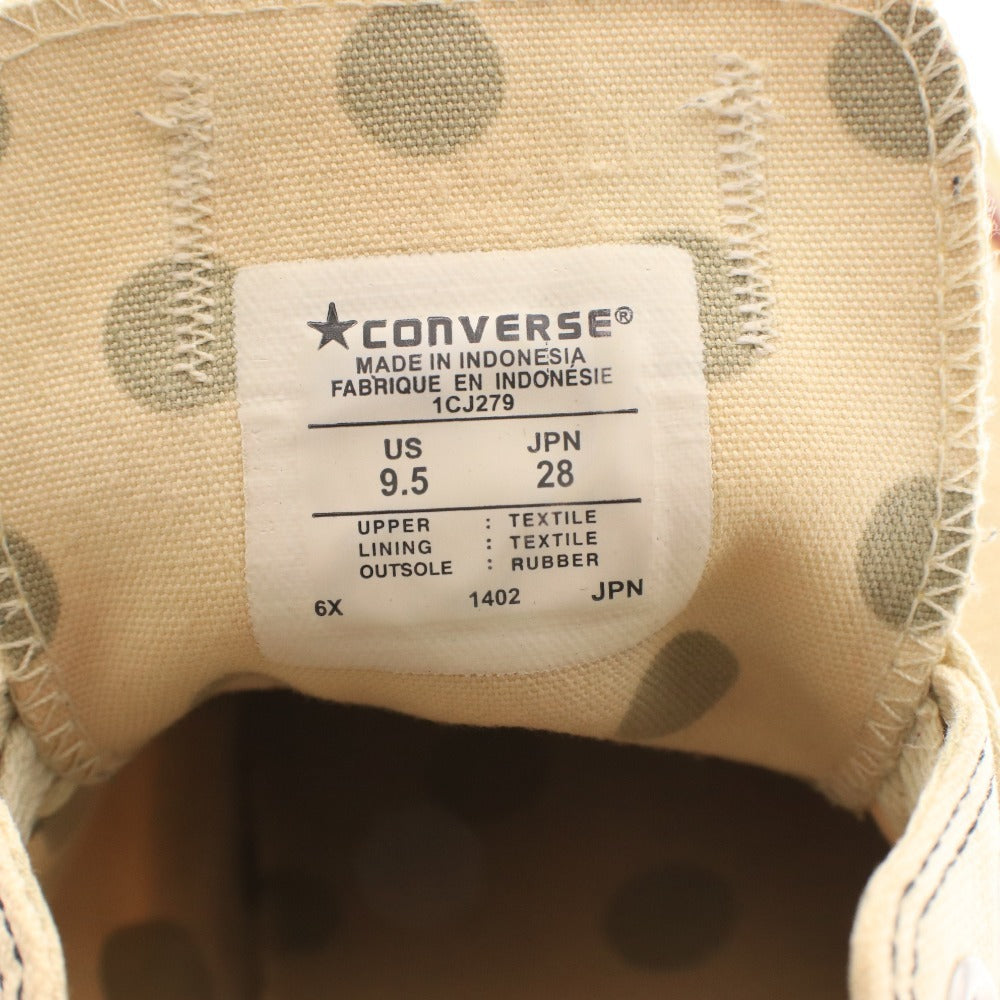 ★CONVERSE®
MADE IN INDONESIA
FABRIQUE EN INDONÉSIE
1CJ279
US JPN
9.5 28
UPPER : TEXTILE
LINING : TEXTILE
OUTSOLE : RUBBER
6X 1402 JPN